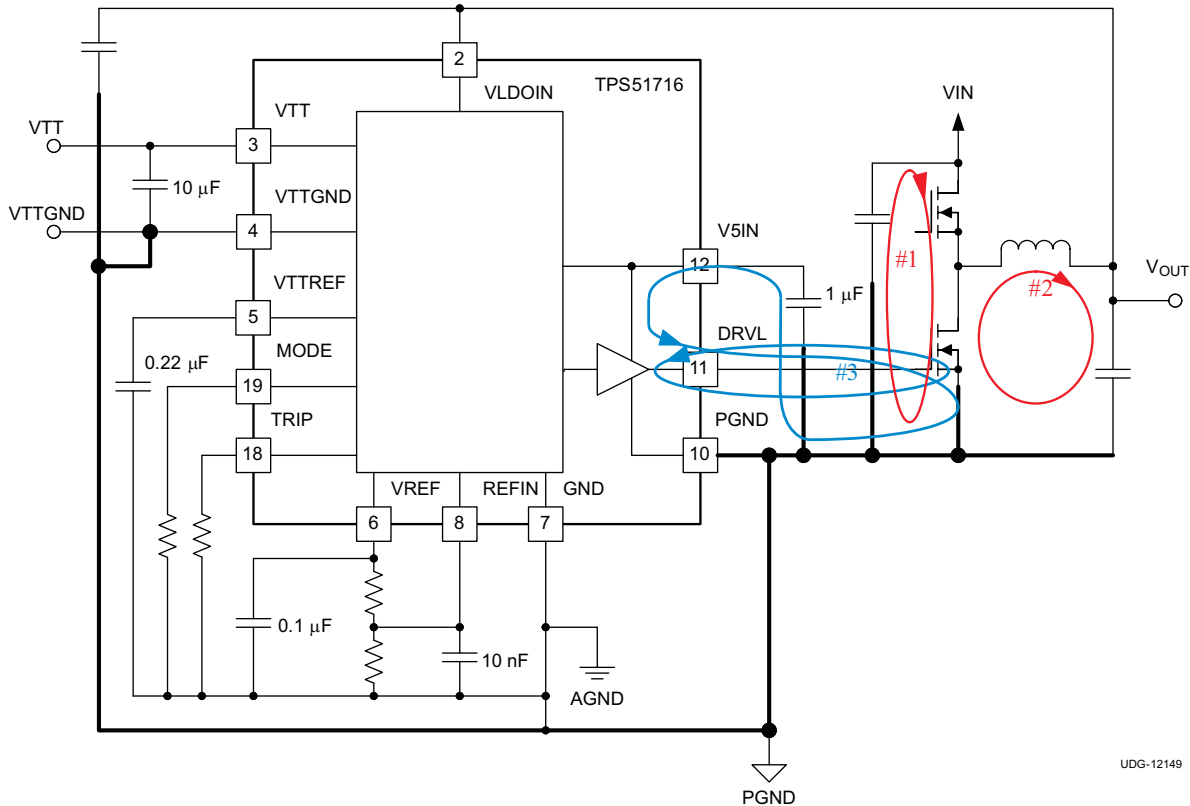 2
TPS51716
VLDOIN
VIN
VTT
VTT
3
10 μF
VTTGND
VTTGND
4
#1
V5IN
12
VTTREF
#2
VOUT
5
1 μF
DRVL
MODE
0.22 μF
11
#3
19
TRIP
PGND
18
10
VREF
REFIN
GND
6
8
7
0.1 μF
10 nF
AGND
PGND
UDG-12149